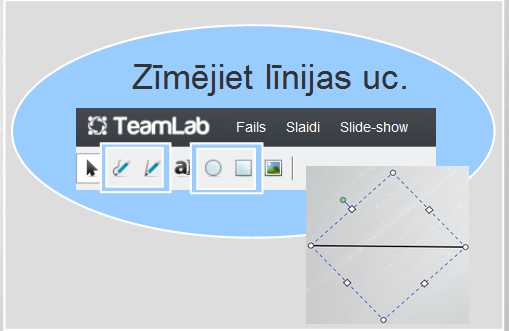 Zīmējiet līnijas uc.
TeamLab Fails Slaidi Slide-show
a